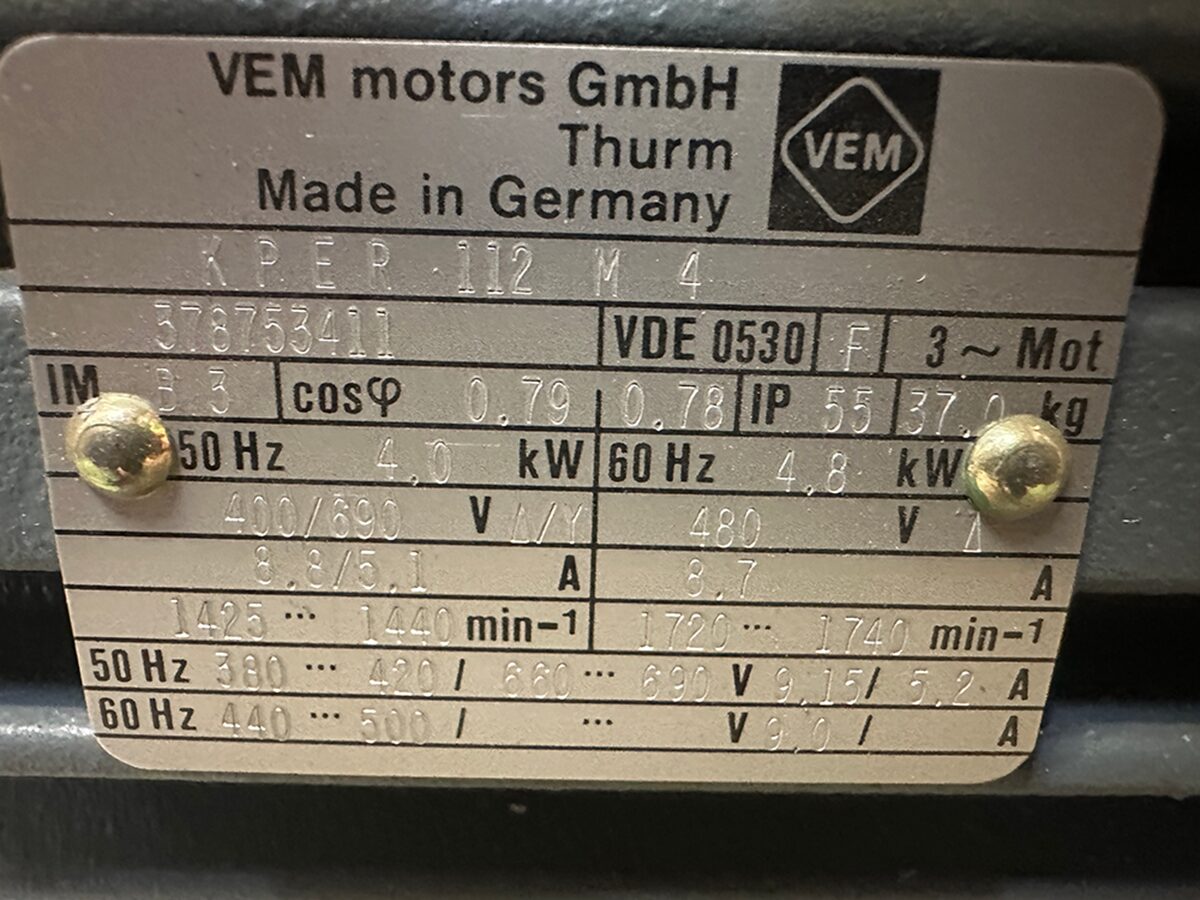 VEM motors GmbH
Thurm
Made in Germany
VEM
KPER 112 M 4
378753411 VDE 0530 F 3 ~ Mot
IM B 3 cosφ 0.79 0.78 IP 55 37.0 kg
50 Hz 4.0 kW 60 Hz 4.8 kW
400/690 V Δ/Y 480 V Δ
8.8/5.1 A 8.7 A
1425 ... 1440 min-1 1720 ... 1740 min-1
50 Hz 380 ... 420 / 660 ... 690 V 9.15/ 5.2 A
60 Hz 440 ... 500 / ... V 9.0 / A